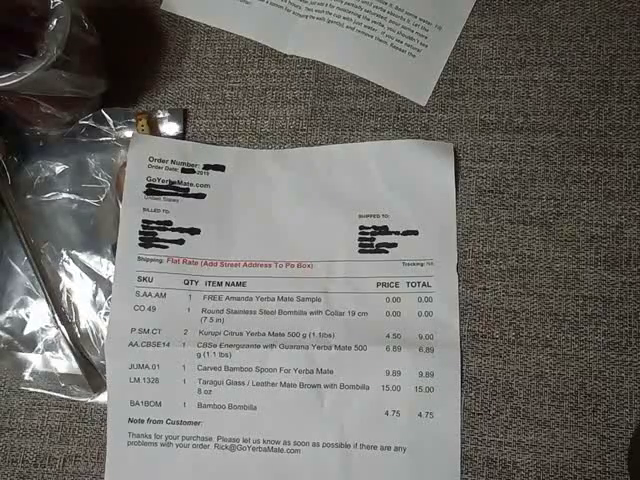 Order Number:
Order Date: -2019
GoYerbaMate.com
United States
BILLED TO:
SHIPPED TO:
Shipping: Flat Rate (Add Street Address To Po Box)
Tracking: NA
SKU QTY ITEM NAME PRICE TOTAL
S.AA.AM 1 FREE Amanda Yerba Mate Sample 0.00 0.00
CO.49 1 Round Stainless Steel Bombilla with Collar 19 cm 0.00 0.00
(7.5 in)
P.SM.CT. 2 Kurupi Citrus Yerba Mate 500 g (1.1lbs) 4.50 9.00
AA.CBSE14 1 CBSe Energizante with Guarana Yerba Mate 500 6.89 6.89
g (1.1 lbs)
JUMA.01 1 Carved Bamboo Spoon For Yerba Mate 9.89 9.89
LM.1328 1 Taragui Glass / Leather Mate Brown with Bombilla 15.00 15.00
8 oz
BA1BOM 1 Bamboo Bombilla 4.75 4.75
Note from Customer:
Thanks for your purchase. Please let us know as soon as possible if there are any
problems with your order. Rick@GoYerbaMate.com